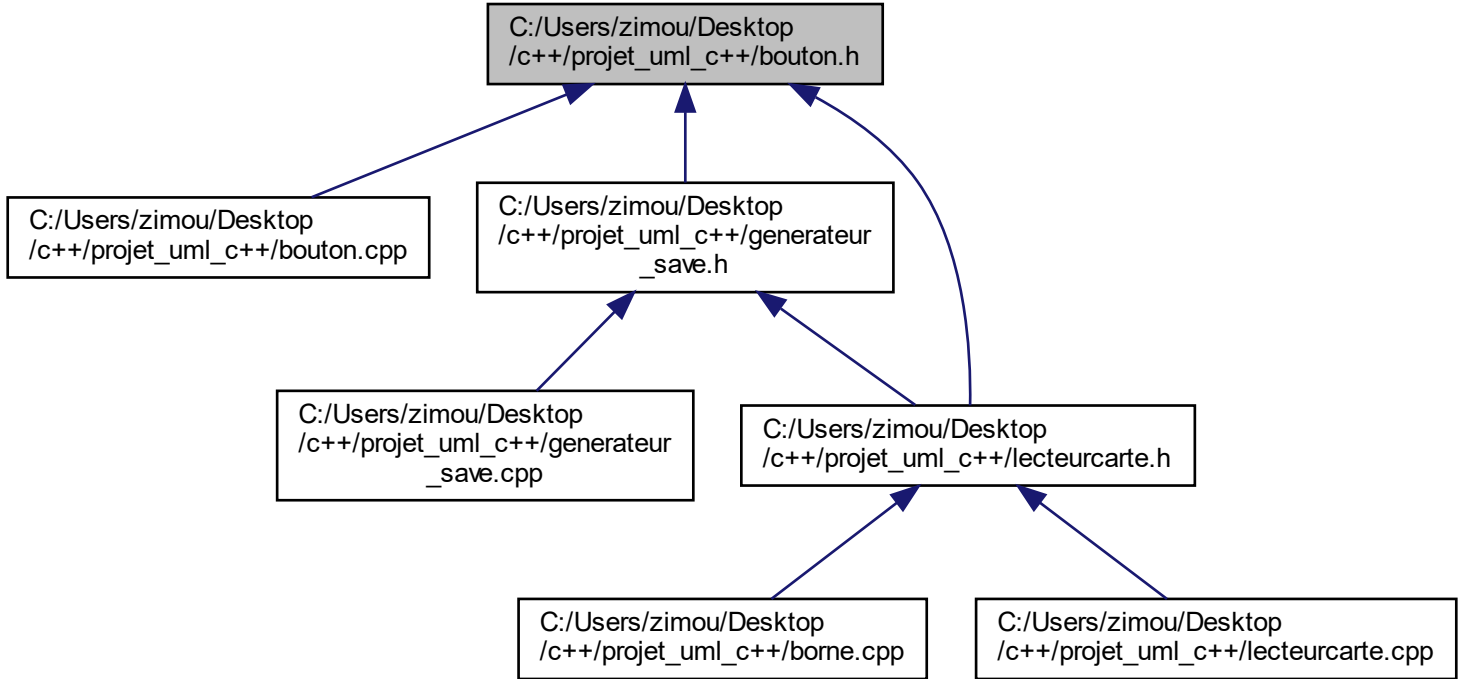 C:/Users/zimou/Desktop
/c++/projet_uml_c++/bouton.h
C:/Users/zimou/Desktop
/c++/projet_uml_c++/bouton.cpp
C:/Users/zimou/Desktop
/c++/projet_uml_c++/generateur
_save.h
C:/Users/zimou/Desktop
/c++/projet_uml_c++/generateur
_save.cpp
C:/Users/zimou/Desktop
/c++/projet_uml_c++/lecteurcarte.h
C:/Users/zimou/Desktop
/c++/projet_uml_c++/borne.cpp
C:/Users/zimou/Desktop
/c++/projet_uml_c++/lecteurcarte.cpp